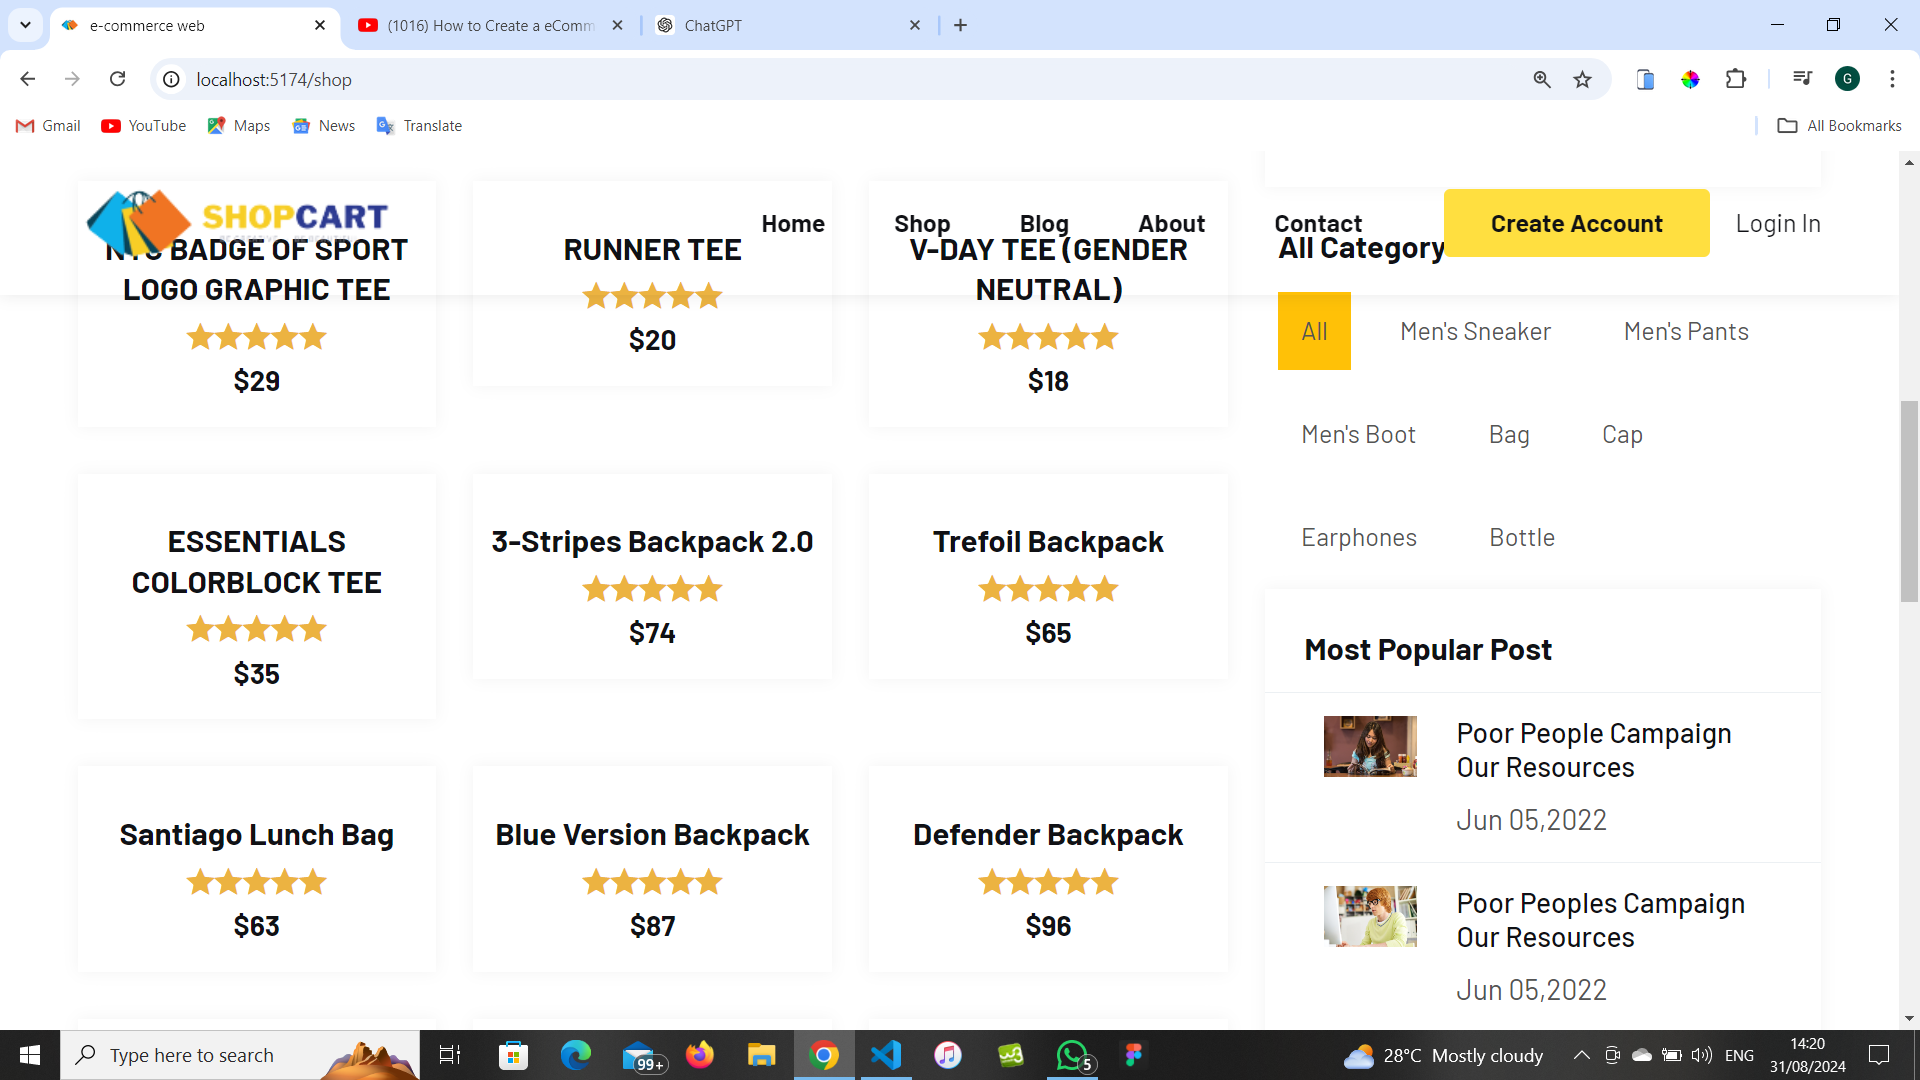 e-commerce web
(1016) How to Create a eComm
ChatGPT
localhost:5174/shop
G
Gmail
YouTube
Maps
News
Translate
All Bookmarks
SHOPCART
Home
Shop
Blog
About
Contact
Create Account
Login In
BADGE OF SPORT
LOGO GRAPHIC TEE
$29
RUNNER TEE
$20
V-DAY TEE (GENDER
NEUTRAL)
$18
ESSENTIALS
COLORBLOCK TEE
$35
3-Stripes Backpack 2.0
$74
Trefoil Backpack
$65
Santiago Lunch Bag
$63
Blue Version Backpack
$87
Defender Backpack
$96
All Category
All
Men's Sneaker
Men's Pants
Men's Boot
Bag
Cap
Earphones
Bottle
Most Popular Post
Poor People Campaign
Our Resources
Jun 05,2022
Poor Peoples Campaign
Our Resources
Jun 05,2022
Type here to search
99+
5
28°C Mostly cloudy
ENG
14:20
31/08/2024